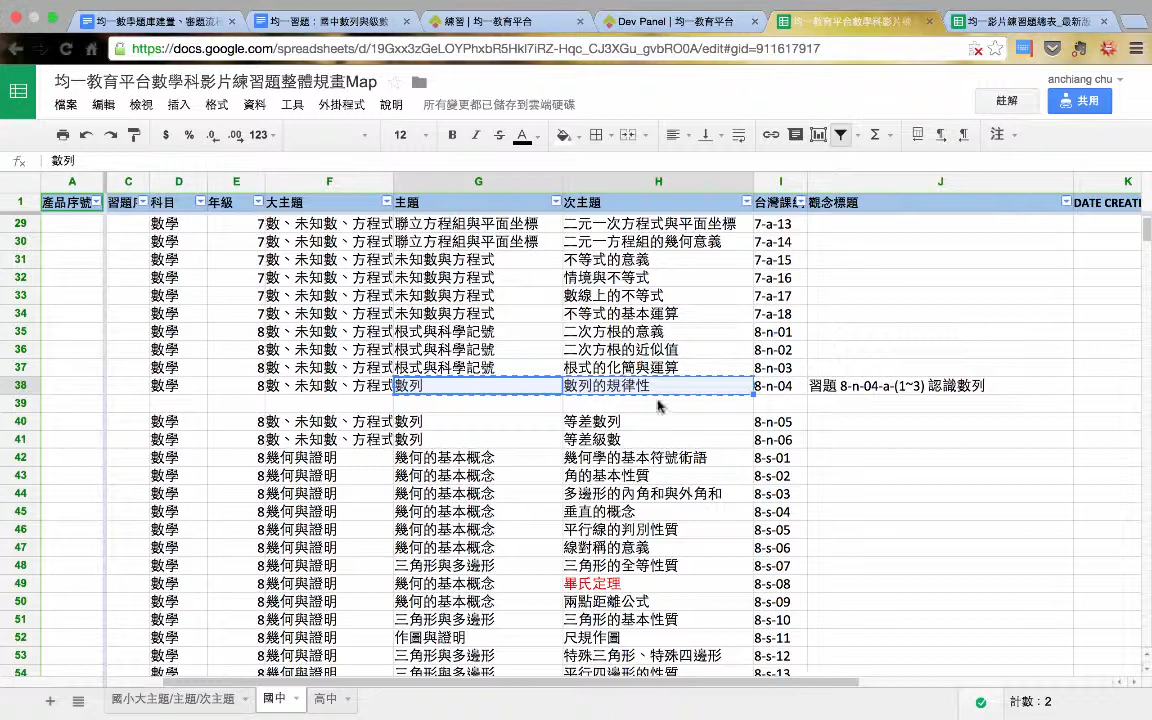 均一數學題庫建置、審題流程
均一習題：國中數列與級數
練習 | 均一教育平台
Dev Panel | 均一教育平台
均一教育平台數學科影片練
均一影片練習題總表_最新版
https://docs.google.com/spreadsheets/d/19Gxx3zGeLOYPhxbR5Hkl7iRZ-Hqc_CJ3XGu_gvbRO0A/edit#gid=911617917
均一教育平台數學科影片練習題整體規畫Map
anchiang chu
檔案 編輯 檢視 插入 格式 資料 工具 外掛程式 說明 所有變更都已儲存到雲端硬碟
註解 共用
$ % .0 .00 123 12 B I S A Σ 注
fx 數列
A C D E F G H I J K
1 產品序號 習題 科目 年級 大主題 主題 次主題 台灣課 觀念標題 DATE CREATE
29 數學 7 數、未知數、方程式 聯立方程組與平面坐標 二元一次方程式與平面坐標 7-a-13
30 數學 7 數、未知數、方程式 聯立方程組與平面坐標 二元一方程組的幾何意義 7-a-14
31 數學 7 數、未知數、方程式 未知數與方程式 不等式的意義 7-a-15
32 數學 7 數、未知數、方程式 未知數與方程式 情境與不等式 7-a-16
33 數學 7 數、未知數、方程式 未知數與方程式 數線上的不等式 7-a-17
34 數學 7 數、未知數、方程式 未知數與方程式 不等式的基本運算 7-a-18
35 數學 8 數、未知數、方程式 根式與科學記號 二次方根的意義 8-n-01
36 數學 8 數、未知數、方程式 根式與科學記號 二次方根的近似值 8-n-02
37 數學 8 數、未知數、方程式 根式與科學記號 根式的化簡與運算 8-n-03
38 數學 8 數、未知數、方程式 數列 數列的規律性 8-n-04 習題 8-n-04-a-(1~3) 認識數列
39
40 數學 8 數、未知數、方程式 數列 等差數列 8-n-05
41 數學 8 數、未知數、方程式 數列 等差級數 8-n-06
42 數學 8 幾何與證明 幾何的基本概念 幾何學的基本符號術語 8-s-01
43 數學 8 幾何與證明 幾何的基本概念 角的基本性質 8-s-02
44 數學 8 幾何與證明 幾何的基本概念 多邊形的內角和與外角和 8-s-03
45 數學 8 幾何與證明 幾何的基本概念 垂直的概念 8-s-04
46 數學 8 幾何與證明 幾何的基本概念 平行線的判別性質 8-s-05
47 數學 8 幾何與證明 幾何的基本概念 線對稱的意義 8-s-06
48 數學 8 幾何與證明 三角形與多邊形 三角形的全等性質 8-s-07
49 數學 8 幾何與證明 幾何的基本概念 畢氏定理 8-s-08
50 數學 8 幾何與證明 幾何的基本概念 兩點距離公式 8-s-09
51 數學 8 幾何與證明 三角形與多邊形 三角形的基本性質 8-s-10
52 數學 8 幾何與證明 作圖與證明 尺規作圖 8-s-11
53 數學 8 幾何與證明 三角形與多邊形 特殊三角形、特殊四邊形 8-s-12
54 數學 8 幾何與證明 三角形與多邊形 平行四邊形的性質 8-s-13
國小大主題/主題/次主題 國中 高中 計數：2